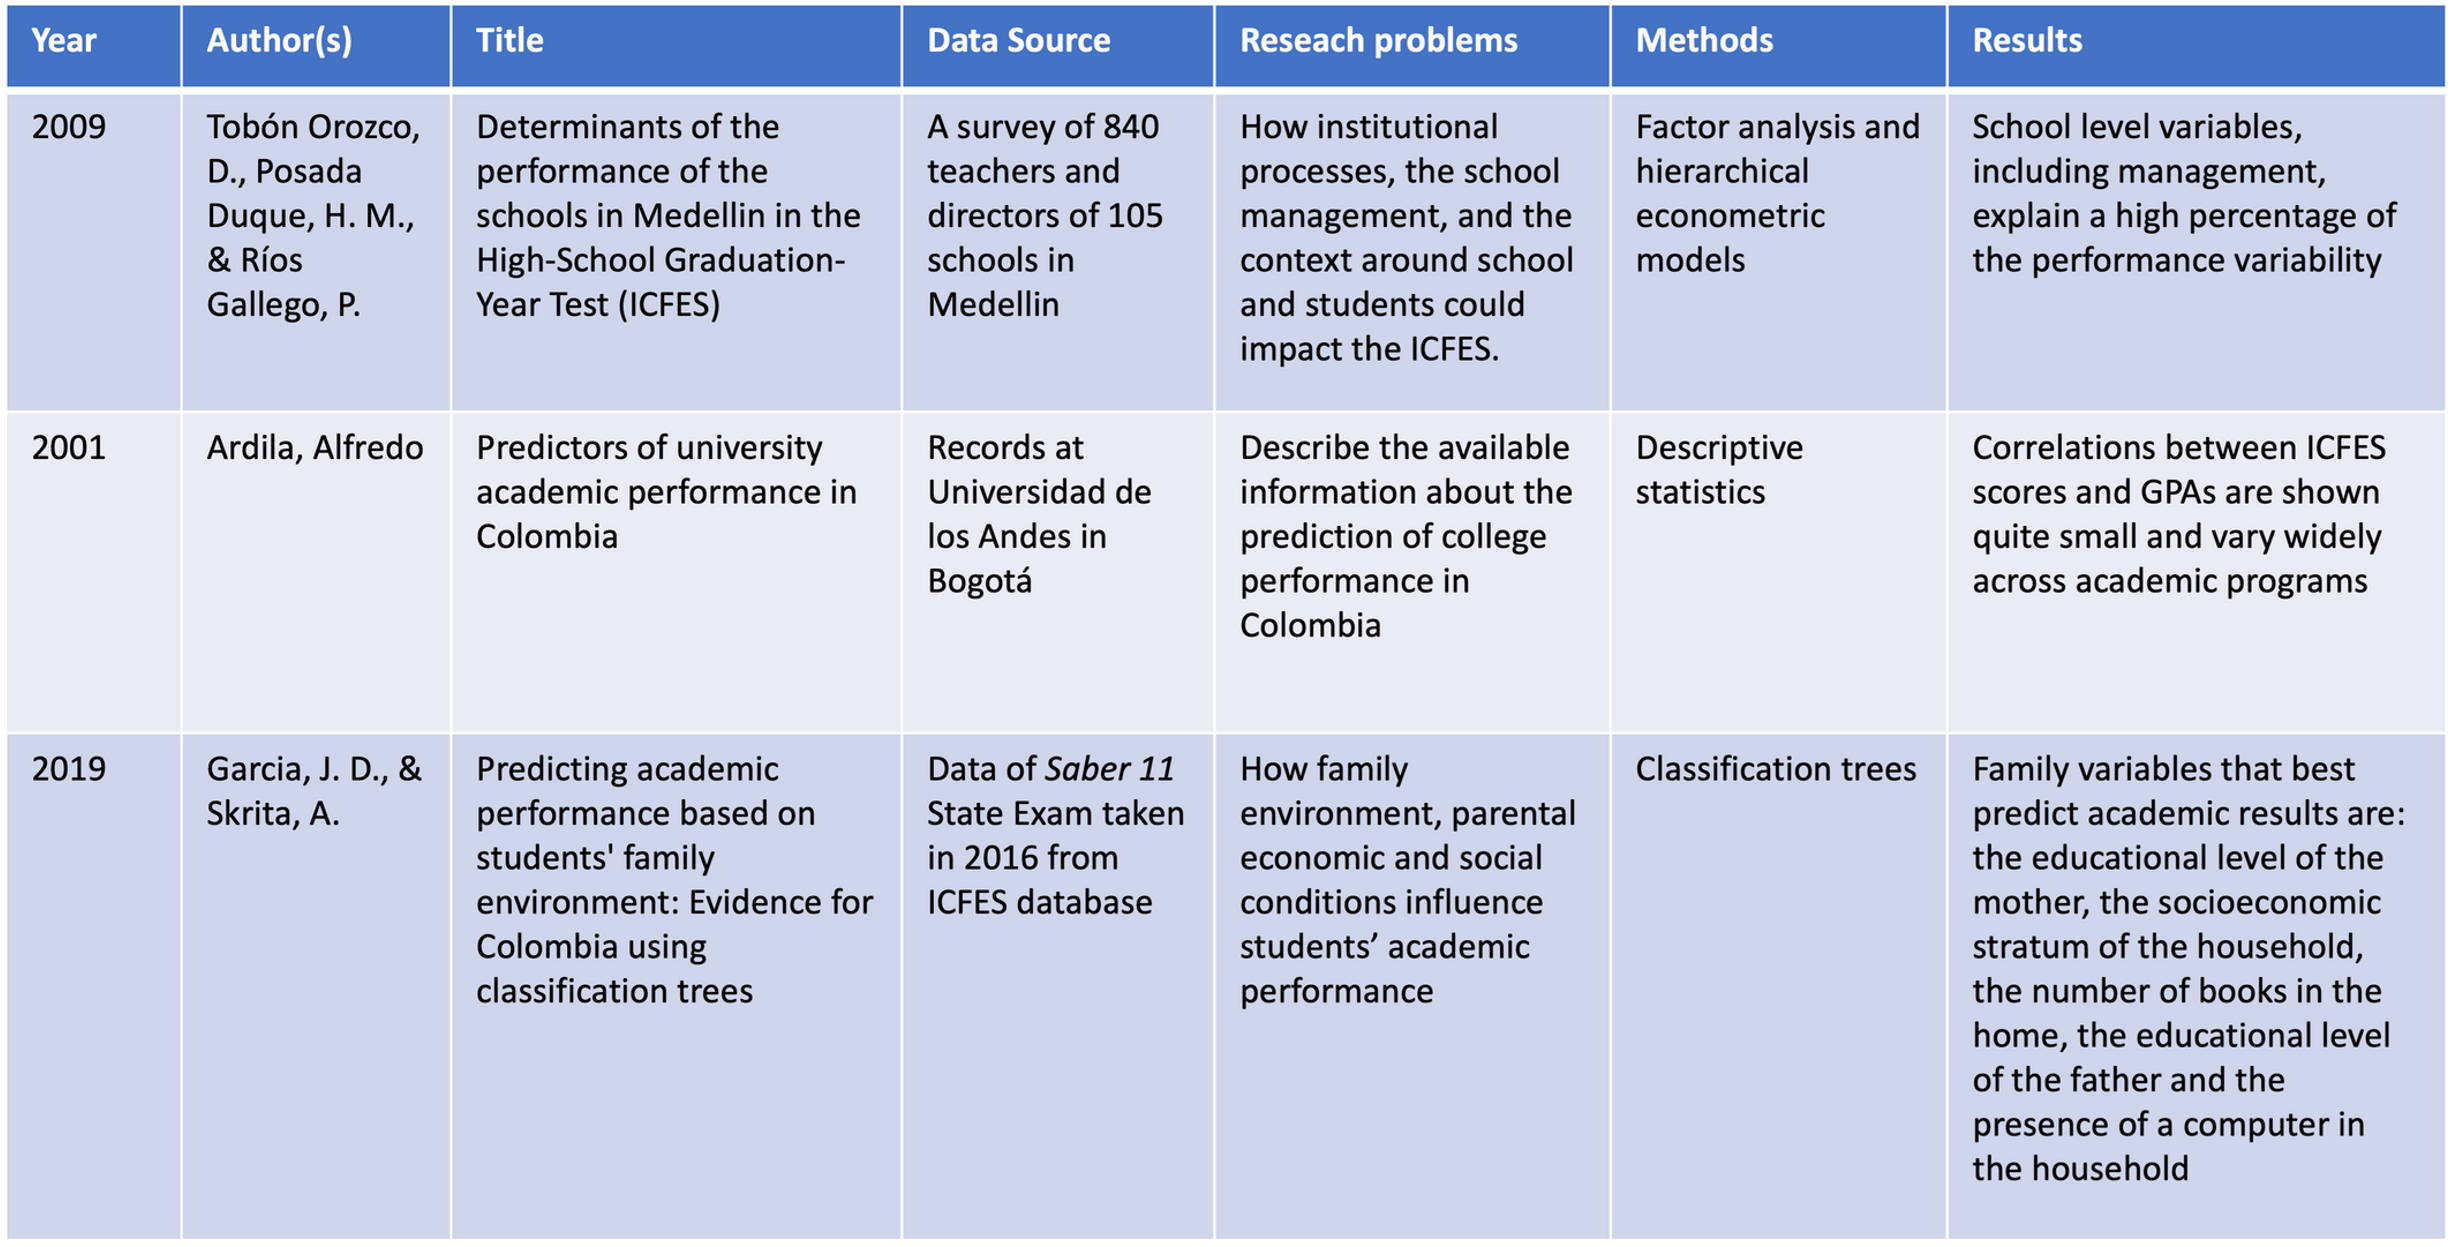 Year
Author(s)
Title
Data Source
Reseach problems
Methods
Results
2009
Tobón Orozco,
D., Posada
Duque, H. M.,
& Ríos
Gallego, P.
Determinants of the
performance of the
schools in Medellin in the
High-School Graduation-
Year Test (ICFES)
A survey of 840
teachers and
directors of 105
schools in
Medellin
How institutional
processes, the school
management, and the
context around school
and students could
impact the ICFES.
Factor analysis and
hierarchical
econometric
models
School level variables,
including management,
explain a high percentage of
the performance variability
2001
Ardila, Alfredo
Predictors of university
academic performance in
Colombia
Records at
Universidad de
los Andes in
Bogotá
Describe the available
information about the
prediction of college
performance in
Colombia
Descriptive
statistics
Correlations between ICFES
scores and GPAs are shown
quite small and vary widely
across academic programs
2019
Garcia, J. D., &
Skrita, A.
Predicting academic
performance based on
students' family
environment: Evidence for
Colombia using
classification trees
Data of Saber 11
State Exam taken
in 2016 from
ICFES database
How family
environment, parental
economic and social
conditions influence
students’ academic
performance
Classification trees
Family variables that best
predict academic results are:
the educational level of the
mother, the socioeconomic
stratum of the household,
the number of books in the
home, the educational level
of the father and the
presence of a computer in
the household